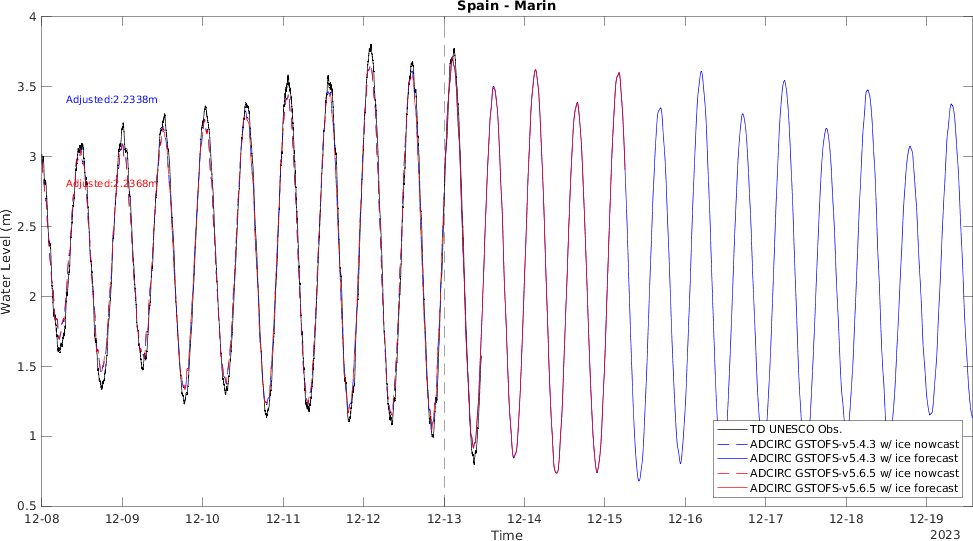 Spain - Marin
4
3.5
3
2.5
2
1.5
1
0.5
Water Level (m)
Adjusted:2.2338m
Adjusted:2.2368m
TD UNESCO Obs.
ADCIRC GSTOFS-v5.4.3 w/ ice nowcast
ADCIRC GSTOFS-v5.4.3 w/ ice forecast
ADCIRC GSTOFS-v5.6.5 w/ ice nowcast
ADCIRC GSTOFS-v5.6.5 w/ ice forecast
12-08 12-09 12-10 12-11 12-12 12-13 12-14 12-15 12-16 12-17 12-18 12-19
Time
2023